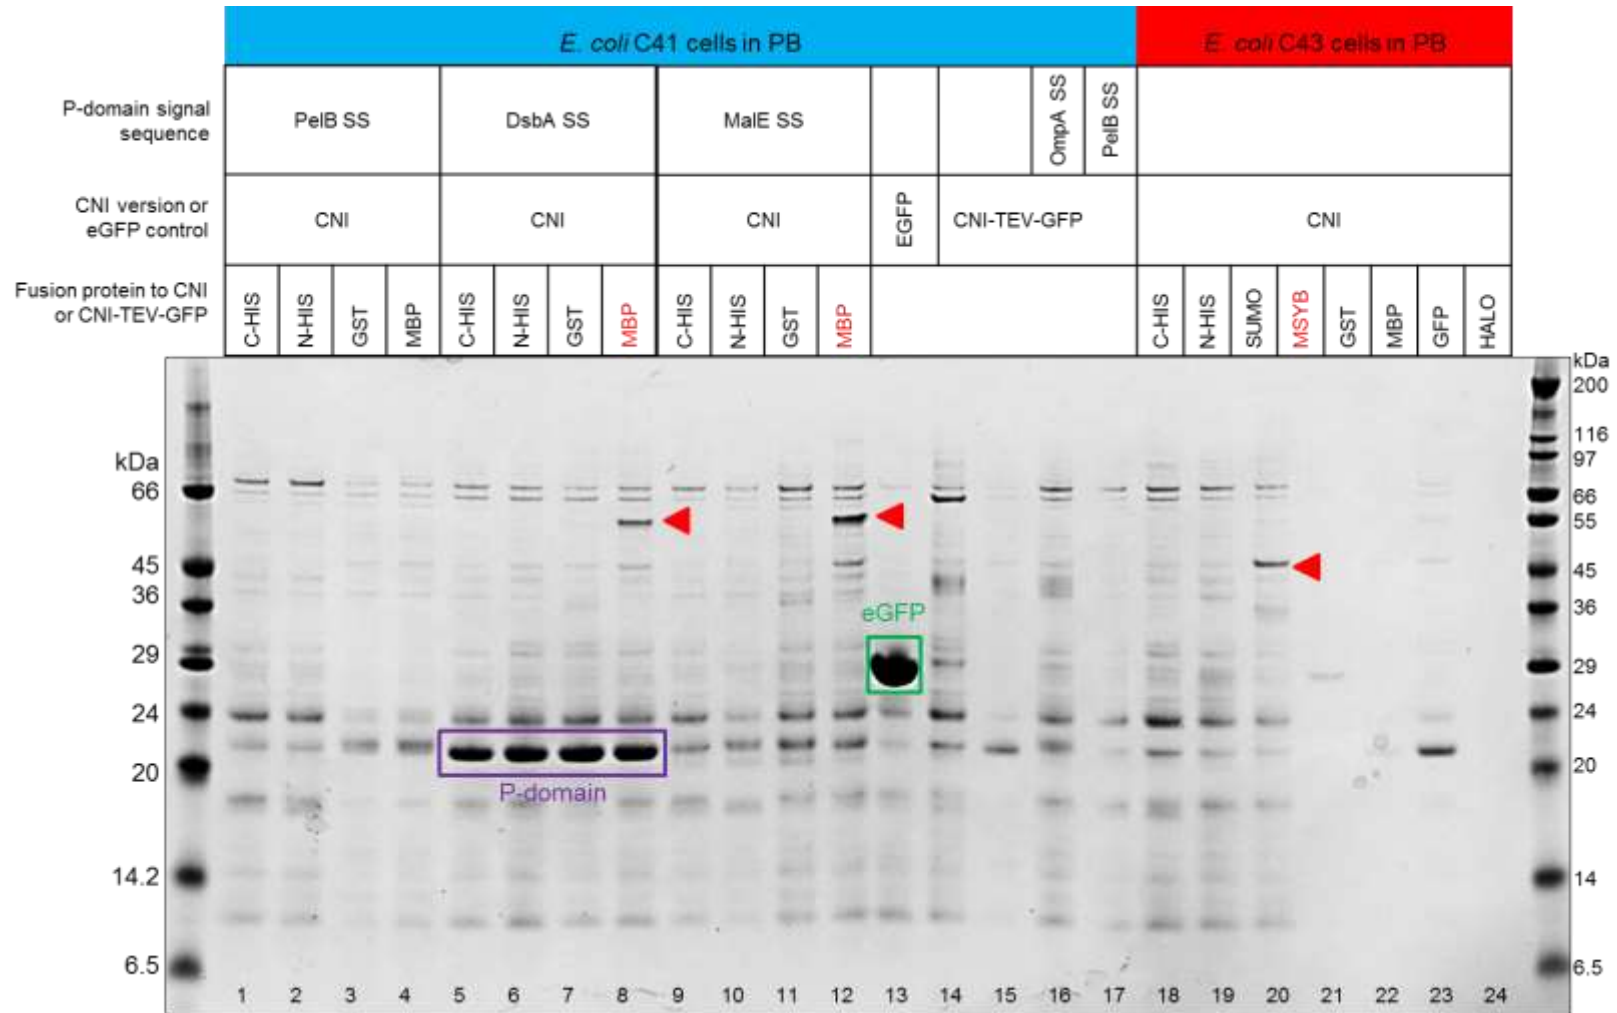 E. coli C41 cells in PB
E. coli C43 cells in PB
P-domain signal
sequence
PelB SS
DsbA SS
MalE SS
OmpA SS
PelB SS
CNI version or
eGFP control
CNI
CNI
CNI
EGFP
CNI-TEV-GFP
CNI
Fusion protein to CNI
or CNI-TEV-GFP
C-HIS
N-HIS
GST
MBP
C-HIS
N-HIS
GST
MBP
C-HIS
N-HIS
GST
MBP
C-HIS
N-HIS
SUMO
MSYB
GST
MBP
GFP
HALO
kDa
66
45
36
29
24
20
14.2
6.5
eGFP
P-domain
kDa
200
116
97
66
55
45
36
29
24
20
14
6.5
1 2 3 4 5 6 7 8 9 10 11 12 13 14 15 16 17 18 19 20 21 22 23 24